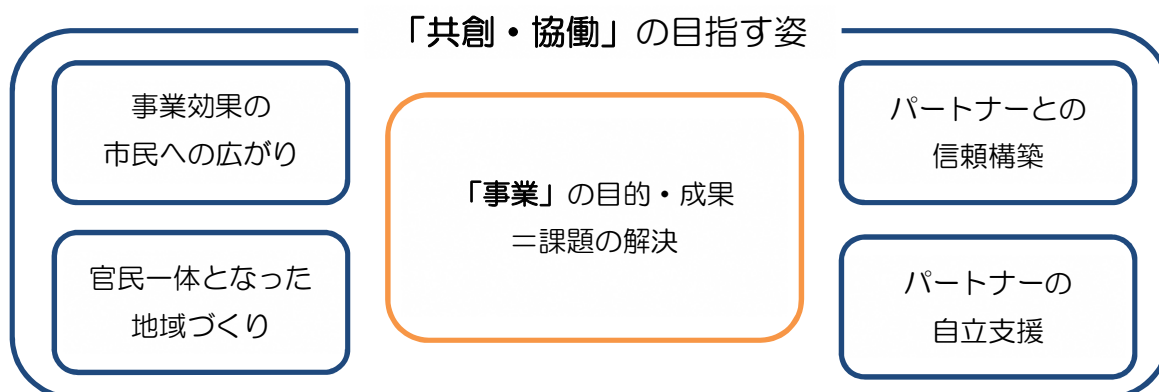 「共創・協働」の目指す姿
事業効果の
市民への広がり
官民一体となった
地域づくり
「事業」の目的・成果
＝課題の解決
パートナーとの
信頼構築
パートナーの
自立支援